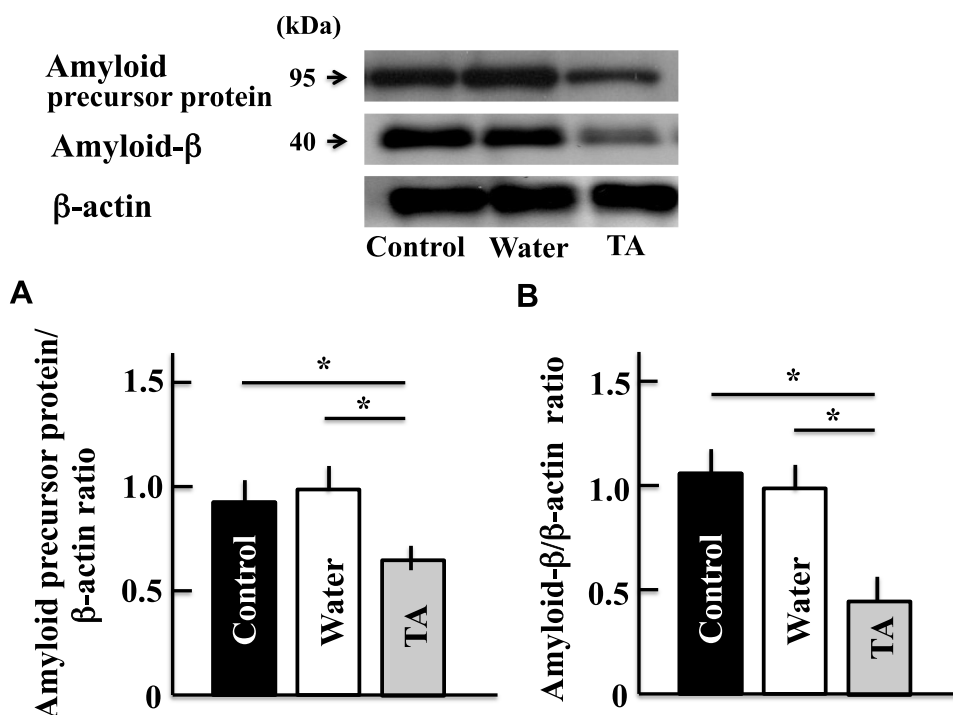 (kDa)
Amyloid
precursor protein
95
Amyloid-β
40
β-actin
Control Water TA
A
Amyloid precursor protein/
β-actin ratio
1.5
1.0
0.5
0
*
*
Control
Water
TA
B
Amyloid-β/β-actin ratio
1.5
1.0
0.5
0
*
*
Control
Water
TA